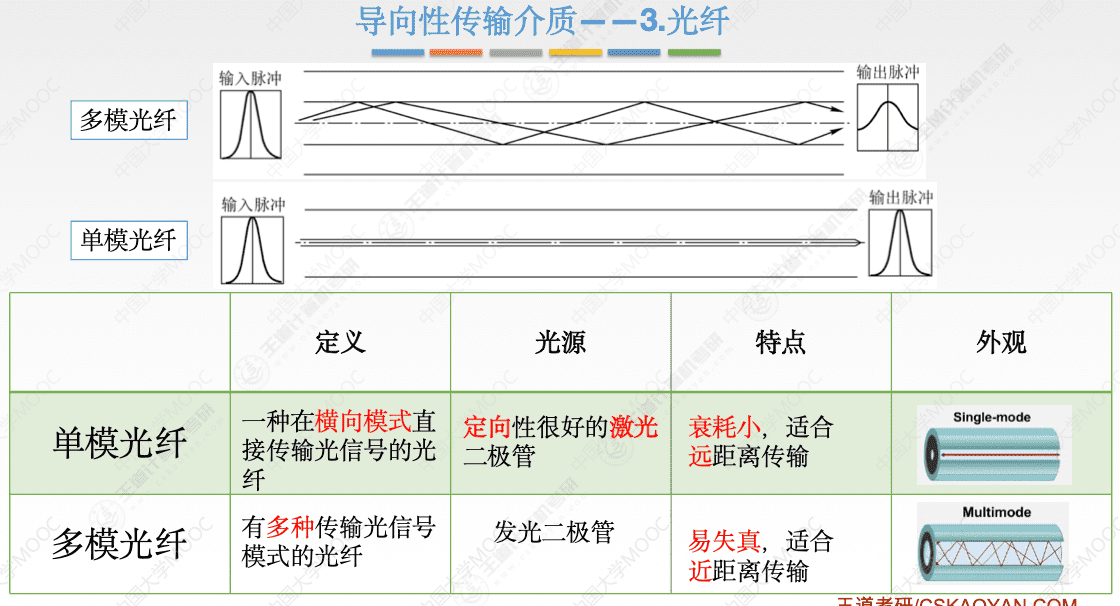 导向性传输介质——3.光纤
输入脉冲
输出脉冲
多模光纤
输入脉冲
输出脉冲
单模光纤
定义
光源
特点
外观
单模光纤
一种在横向模式直
接传输光信号的光
纤
定向性很好的激光
二极管
衰耗小，适合
远距离传输
Single-mode
多模光纤
有多种传输光信号
模式的光纤
发光二极管
易失真，适合
近距离传输
Multimode
王道考研/CSKAOYAN.COM